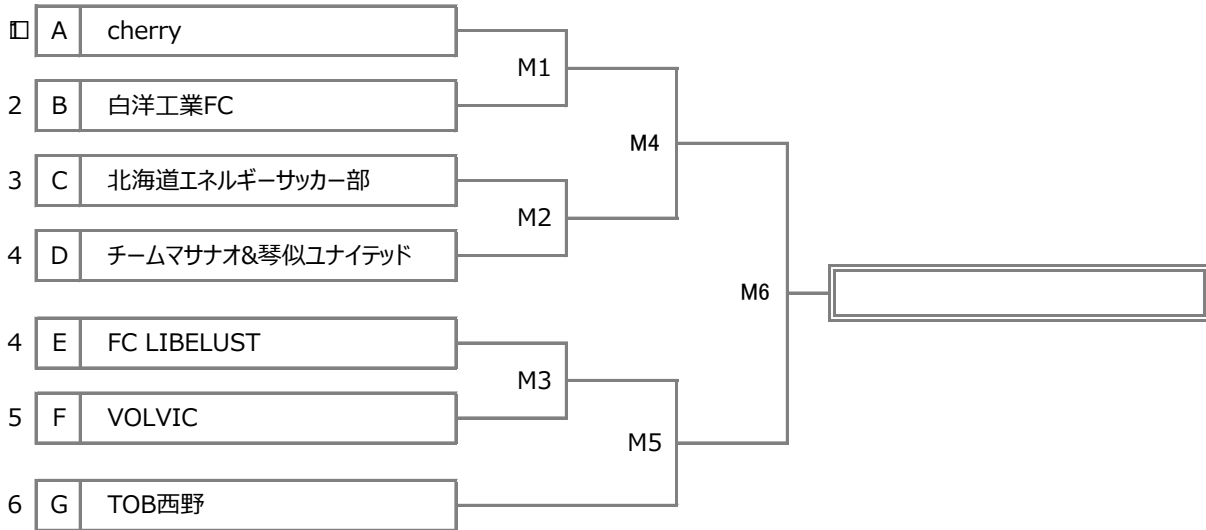 A cherry
M1
2 B 白洋工業FC
M4
3 C 北海道エネルギーサッカー部
M2
4 D チームマサナオ&琴似ユナイテッド
M6
4 E FC LIBELUST
M3
5 F VOLVIC
M5
6 G TOB西野